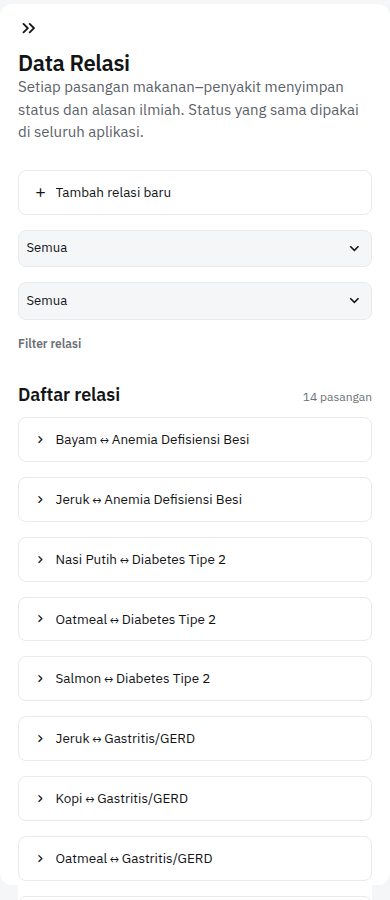 Data Relasi
Setiap pasangan makanan–penyakit menyimpan
status dan alasan ilmiah. Status yang sama dipakai
di seluruh aplikasi.
Tambah relasi baru
Semua
Semua
Filter relasi
Daftar relasi 14 pasangan
Bayam ↔ Anemia Defisiensi Besi
Jeruk ↔ Anemia Defisiensi Besi
Nasi Putih ↔ Diabetes Tipe 2
Oatmeal ↔ Diabetes Tipe 2
Salmon ↔ Diabetes Tipe 2
Jeruk ↔ Gastritis/GERD
Kopi ↔ Gastritis/GERD
Oatmeal ↔ Gastritis/GERD